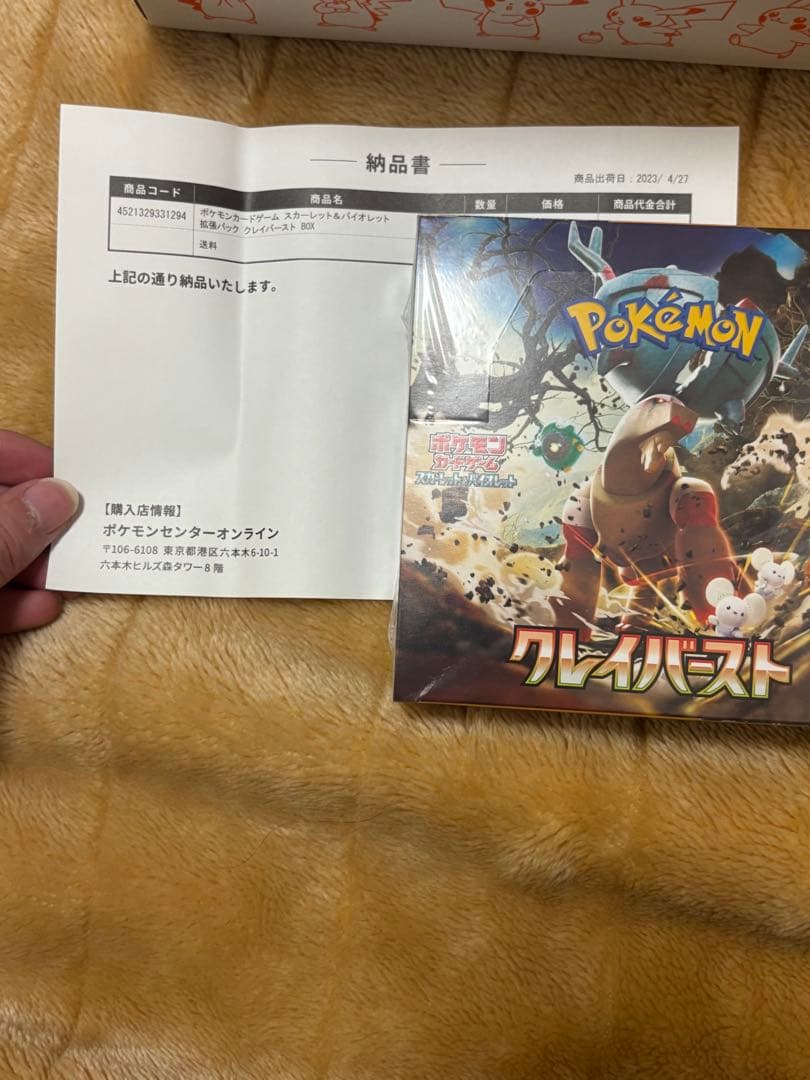 納品書
商品出荷日：2023/ 4/27
商品コード 商品名 数量 価格 商品代金合計
4521329331294 ポケモンカードゲーム スカーレット&バイオレット
拡張パック クレイバースト BOX
送料
上記の通り納品いたします。
【購入店情報】
ポケモンセンターオンライン
〒106-6108 東京都港区六本木6-10-1
六本木ヒルズ森タワー８階
POKéMON
ポケモン
カードゲーム
スカーレット&バイオレット
クレイバースト